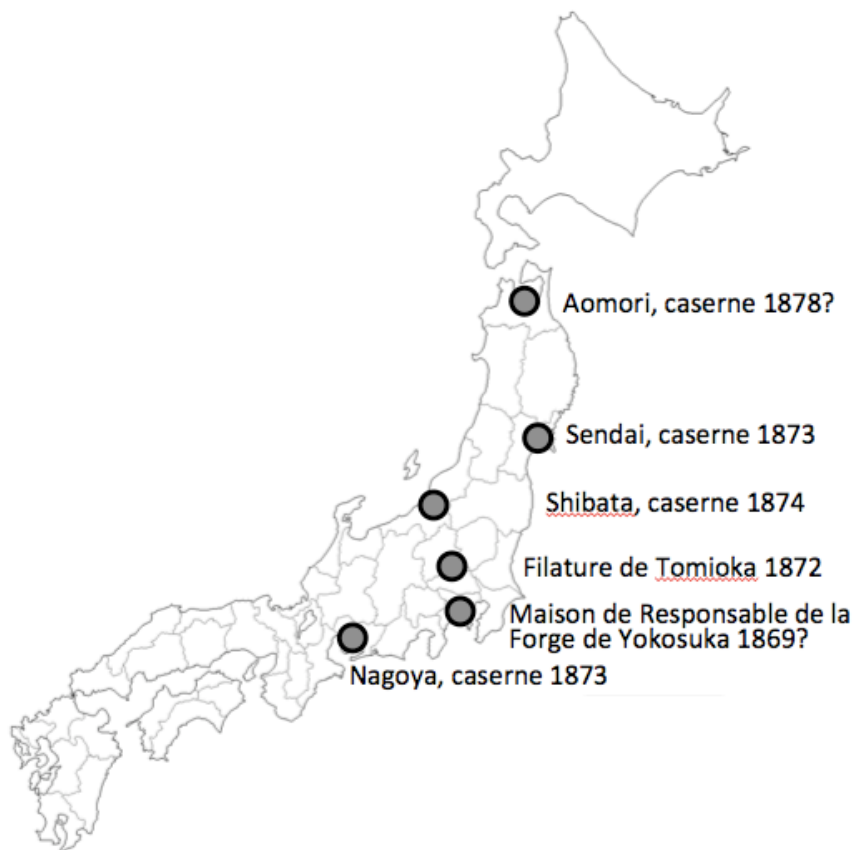 Aomori, caserne 1878?
Sendai, caserne 1873
Shibata, caserne 1874
Filature de Tomioka 1872
Maison de Responsable de la
Forge de Yokosuka 1869?
Nagoya, caserne 1873